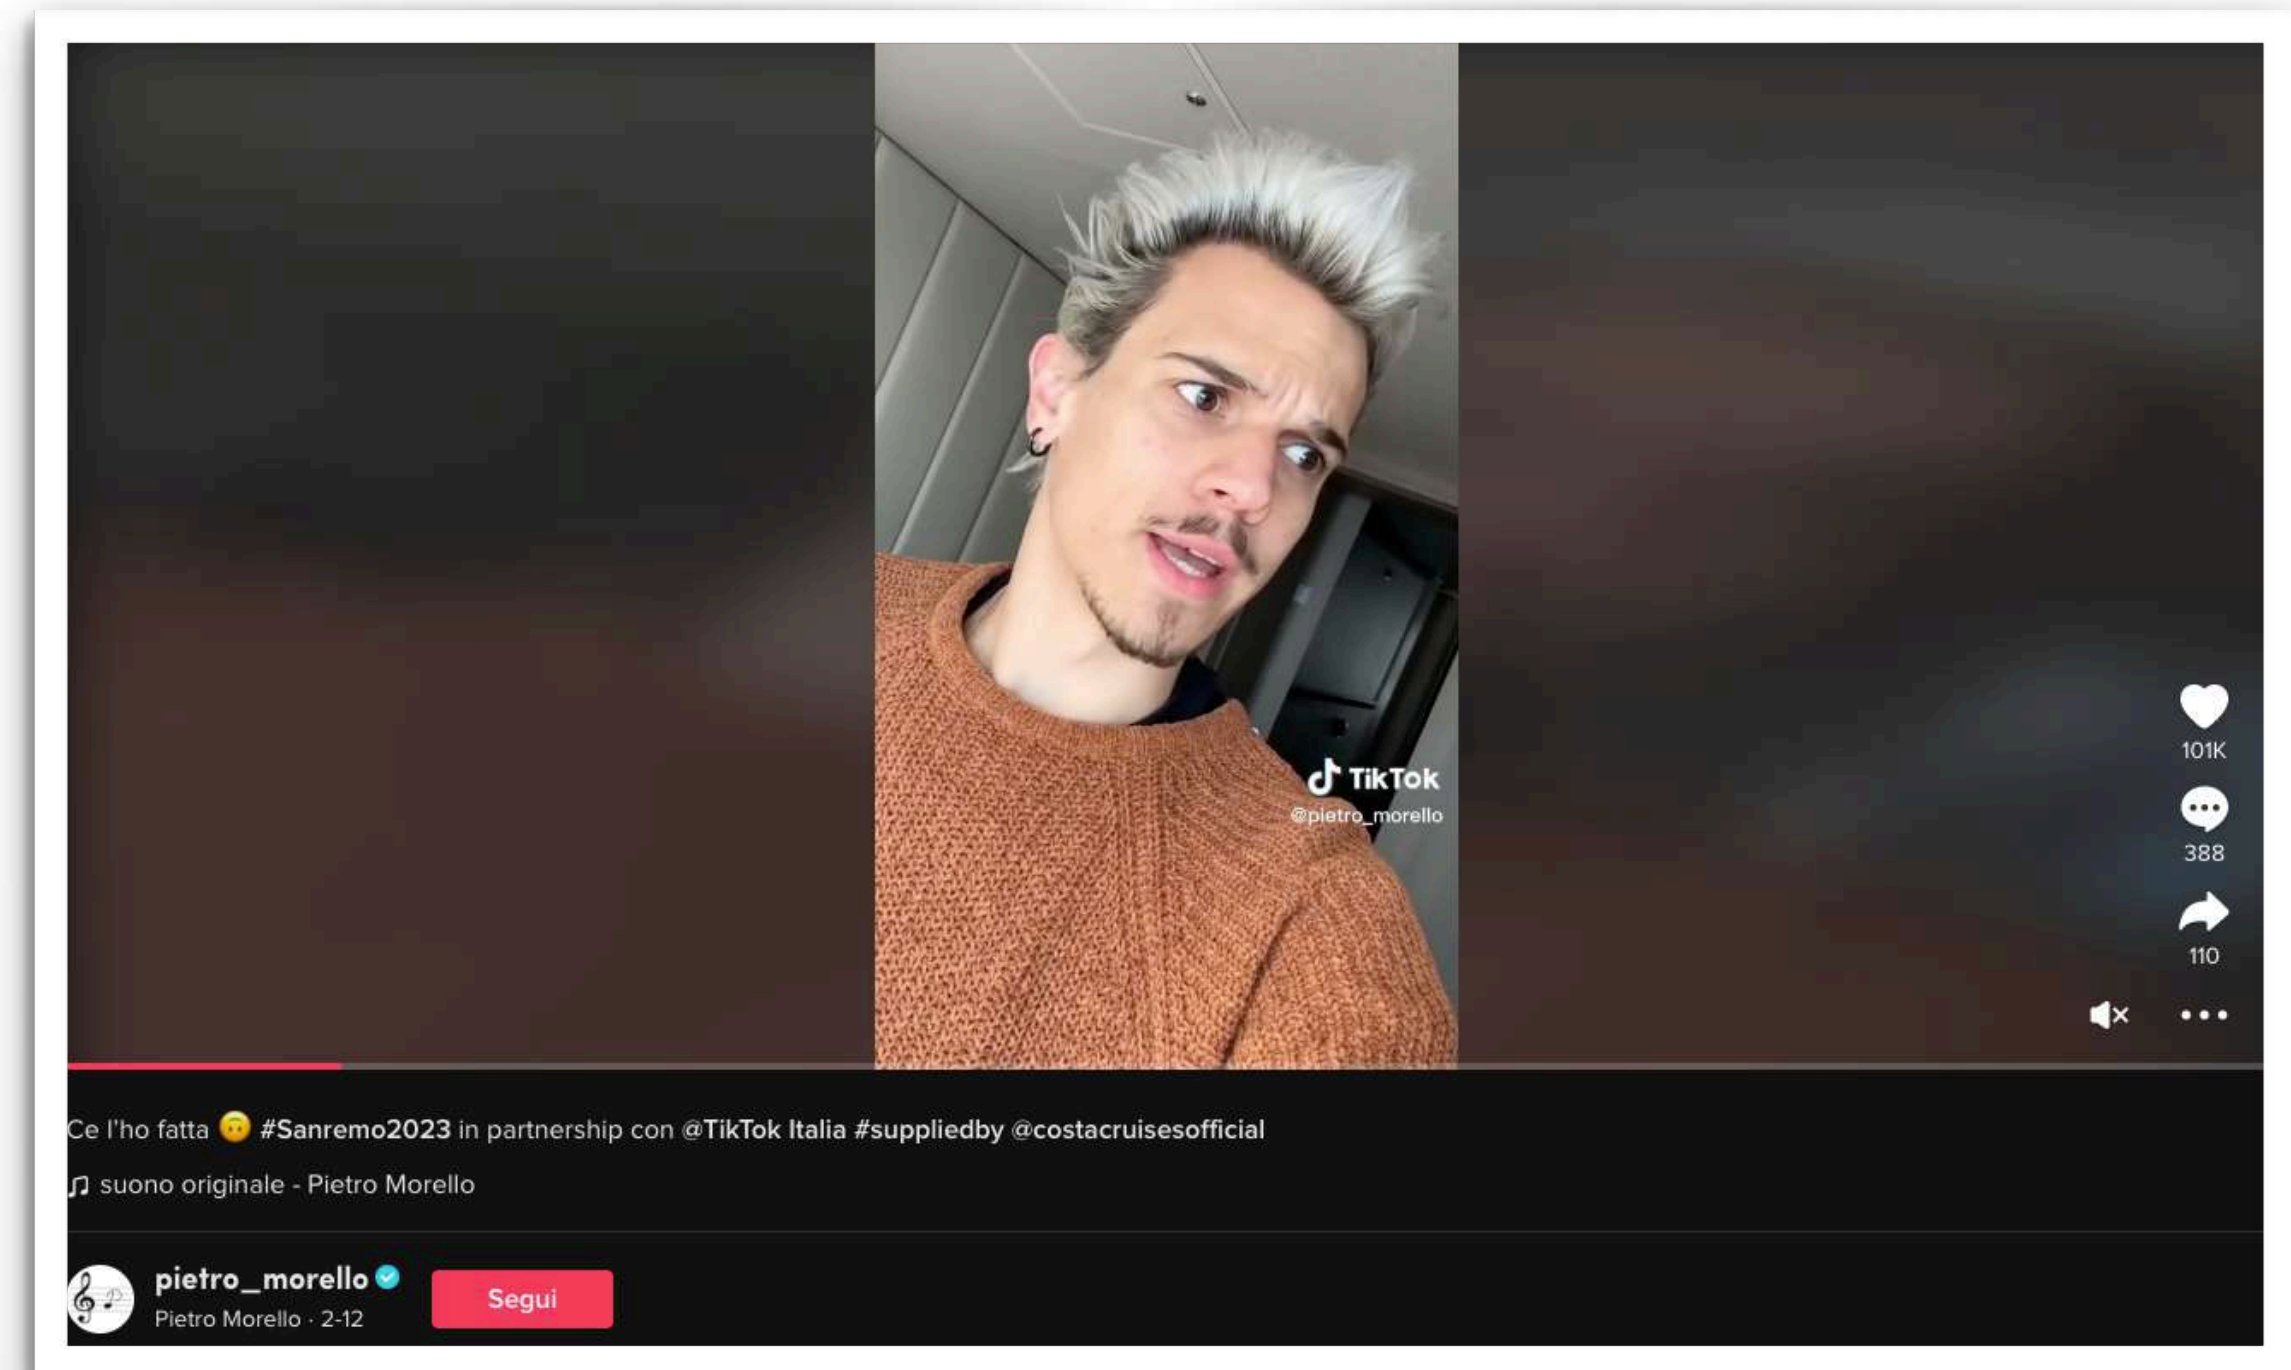 TikTok
@pietro_morello
101K
388
110
Ce l'ho fatta 🙃 #Sanremo2023 in partnership con @TikTok Italia #suppliedby @costacruisesofficial
suono originale - Pietro Morello
pietro_morello
Pietro Morello · 2-12
Segui